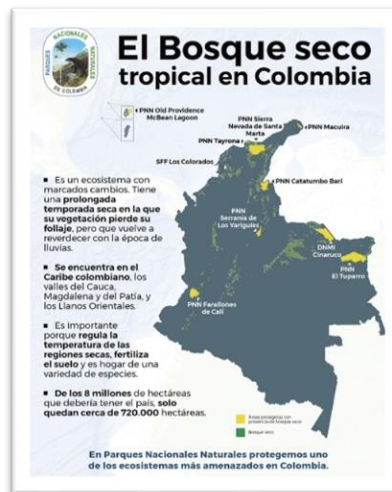 PARQUES NACIONALES NATURALES
DE COLOMBIA
El Bosque seco
tropical en Colombia
PNN Old Providence
McBean Lagoon
PNN Sierra
Nevada de Santa
Marta
PNN Macuira
PNN Tayrona
SFF Los Colorados
PNN Catatumbo Barí
PNN
Serranía de
Los Yariguíes
DNMI
Cinaruco
PNN
El Tuparro
PNN Farallones
de Cali
▪ Es un ecosistema con
marcados cambios. Tiene
una prolongada
temporada seca en la que
su vegetación pierde su
follaje, pero que vuelve a
reverdecer con la época de
lluvias.
▪ Se encuentra en el
Caribe colombiano, los
valles del Cauca,
Magdalena y del Patía, y
los Llanos Orientales.
▪ Es importante
porque regula la
temperatura de las
regiones secas, fertiliza
el suelo y es hogar de una
variedad de especies.
▪ De los 8 millones de hectáreas
que debería tener el país, solo
quedan cerca de 720.000 hectáreas.
Áreas protegidas con
presencia de bosque seco
Bosque seco
En Parques Nacionales Naturales protegemos uno
de los ecosistemas más amenazados en Colombia.